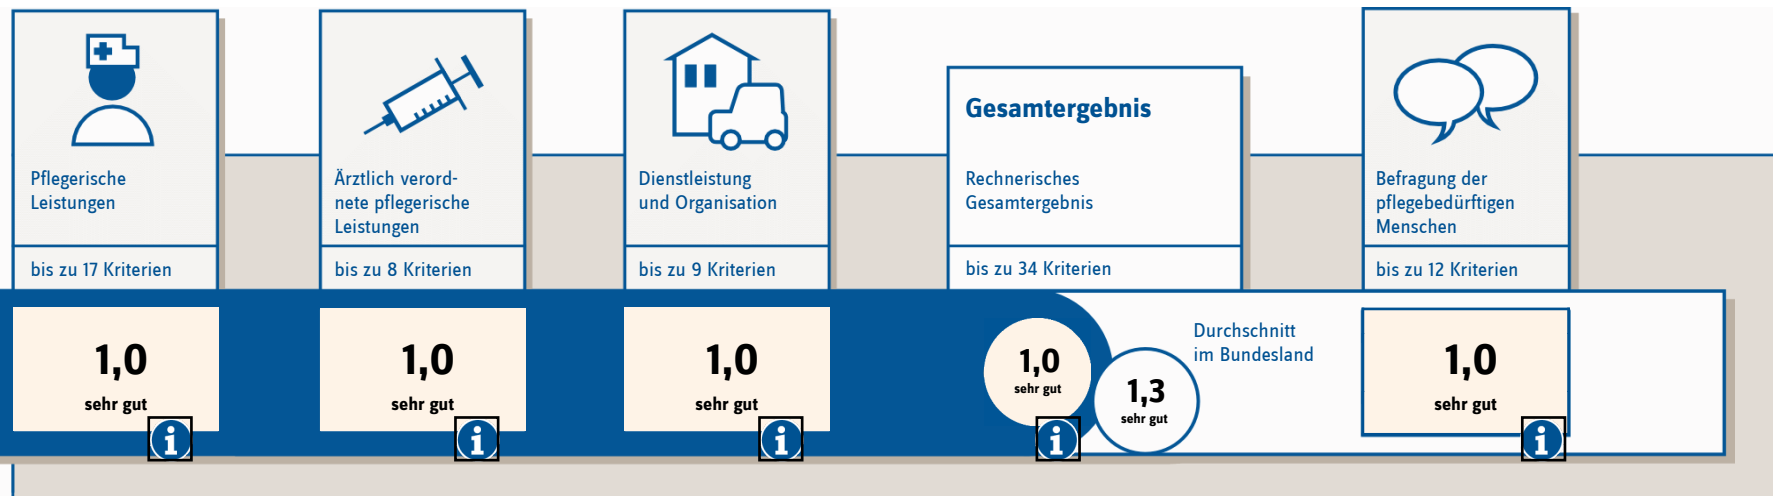 Pflegerische
Leistungen
bis zu 17 Kriterien
1,0
sehr gut
i
Ärztlich verord-
nete pflegerische
Leistungen
bis zu 8 Kriterien
1,0
sehr gut
i
Dienstleistung
und Organisation
bis zu 9 Kriterien
1,0
sehr gut
i
Gesamtergebnis
Rechnerisches
Gesamtergebnis
bis zu 34 Kriterien
1,0
sehr gut
i
Durchschnitt
im Bundesland
1,3
sehr gut
Befragung der
pflegebedürftigen
Menschen
bis zu 12 Kriterien
1,0
sehr gut
i